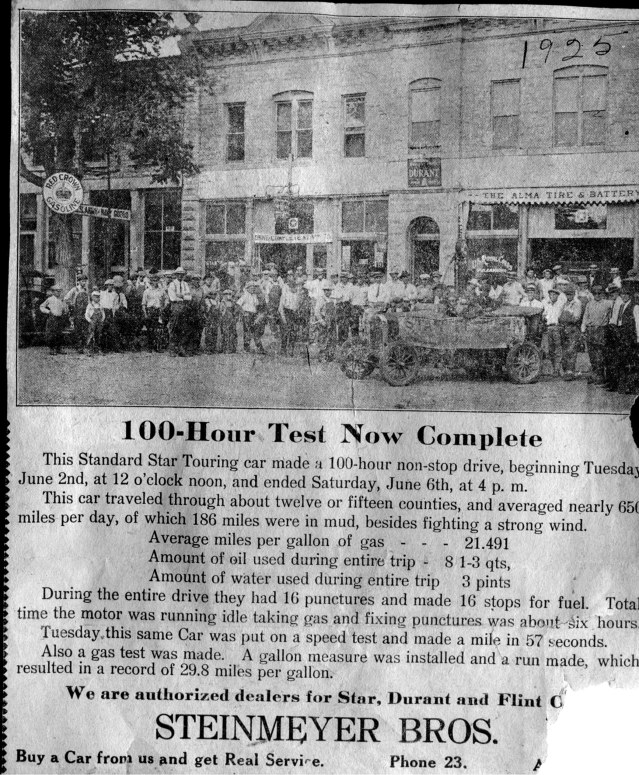 1925
RED CROWN
GASOLINE
DURANT
THE ALMA TIRE & BATTERY
100-Hour Test Now Complete
This Standard Star Touring car made a 100-hour non-stop drive, beginning Tuesday
June 2nd, at 12 o'clock noon, and ended Saturday, June 6th, at 4 p. m.
This car traveled through about twelve or fifteen counties, and averaged nearly 650
miles per day, of which 186 miles were in mud, besides fighting a strong wind.
Average miles per gallon of gas - - - 21.491
Amount of oil used during entire trip - 8 1-3 qts,
Amount of water used during entire trip 3 pints
During the entire drive they had 16 punctures and made 16 stops for fuel. Total
time the motor was running idle taking gas and fixing punctures was about six hours.
Tuesday,this same Car was put on a speed test and made a mile in 57 seconds.
Also a gas test was made. A gallon measure was installed and a run made, which
resulted in a record of 29.8 miles per gallon.
We are authorized dealers for Star, Durant and Flint C
STEINMEYER BROS.
Buy a Car from us and get Real Service. Phone 23. A